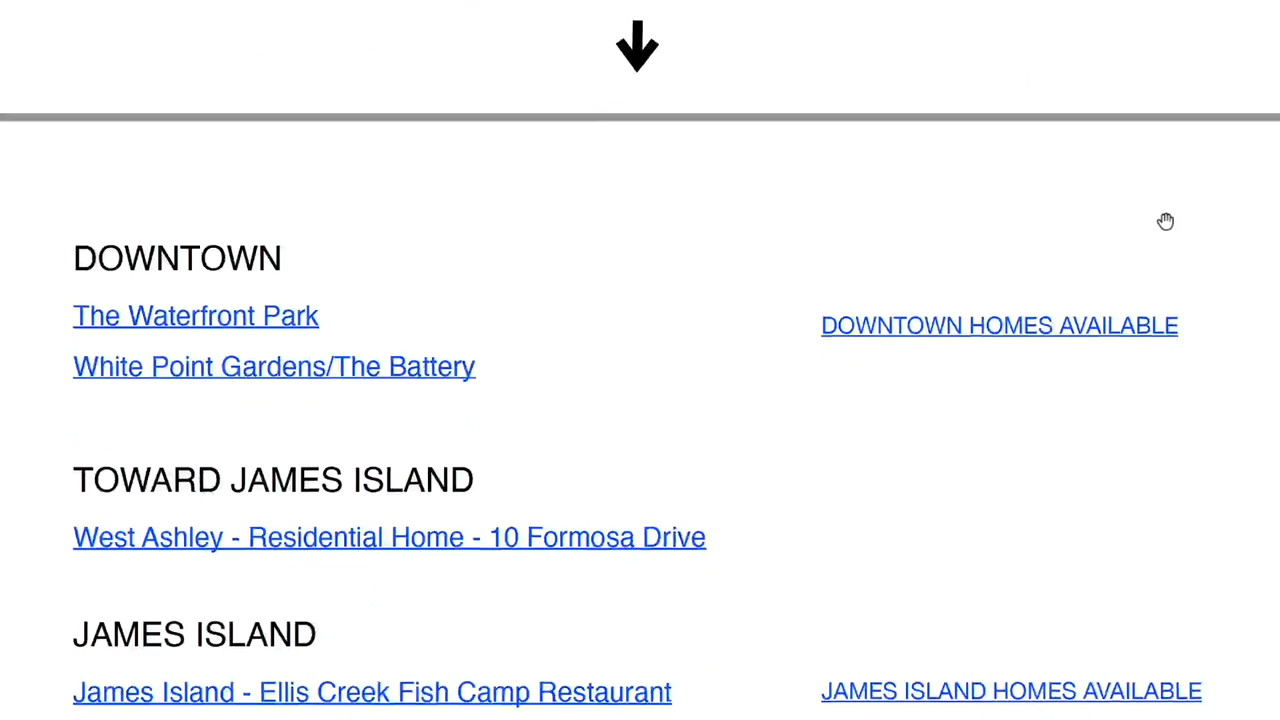 DOWNTOWN
The Waterfront Park
DOWNTOWN HOMES AVAILABLE
White Point Gardens/The Battery
TOWARD JAMES ISLAND
West Ashley - Residential Home - 10 Formosa Drive
JAMES ISLAND
James Island - Ellis Creek Fish Camp Restaurant
JAMES ISLAND HOMES AVAILABLE